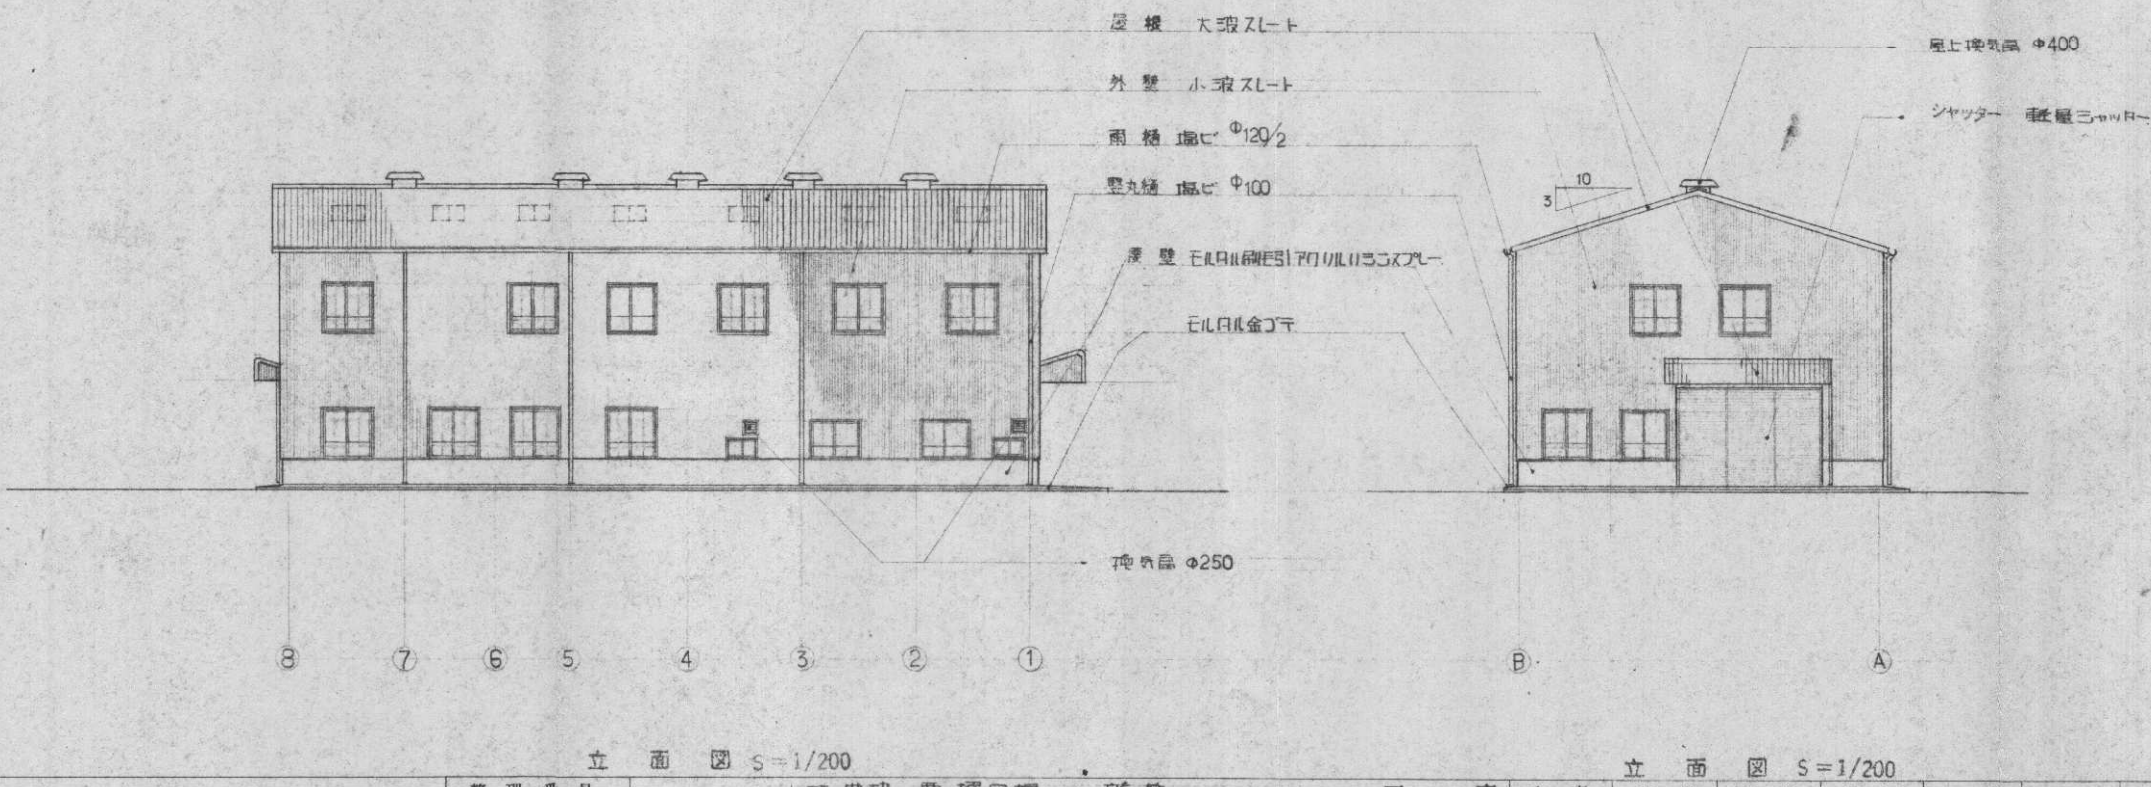 屋根 大波スレート
外壁 小波スレート
雨樋 塩ビ Φ120/2
竪丸樋 塩ビ Φ100
腰壁 モルタル刷毛引アクリルリシンスプレー
モルタル金ゴテ
換気扇 Φ250
屋上換気扇 Φ400
シャッター 軽量シャッター
10
3
8 7 6 5 4 3 2 1
B A
立面図 S=1/200
立面図 S=1/200